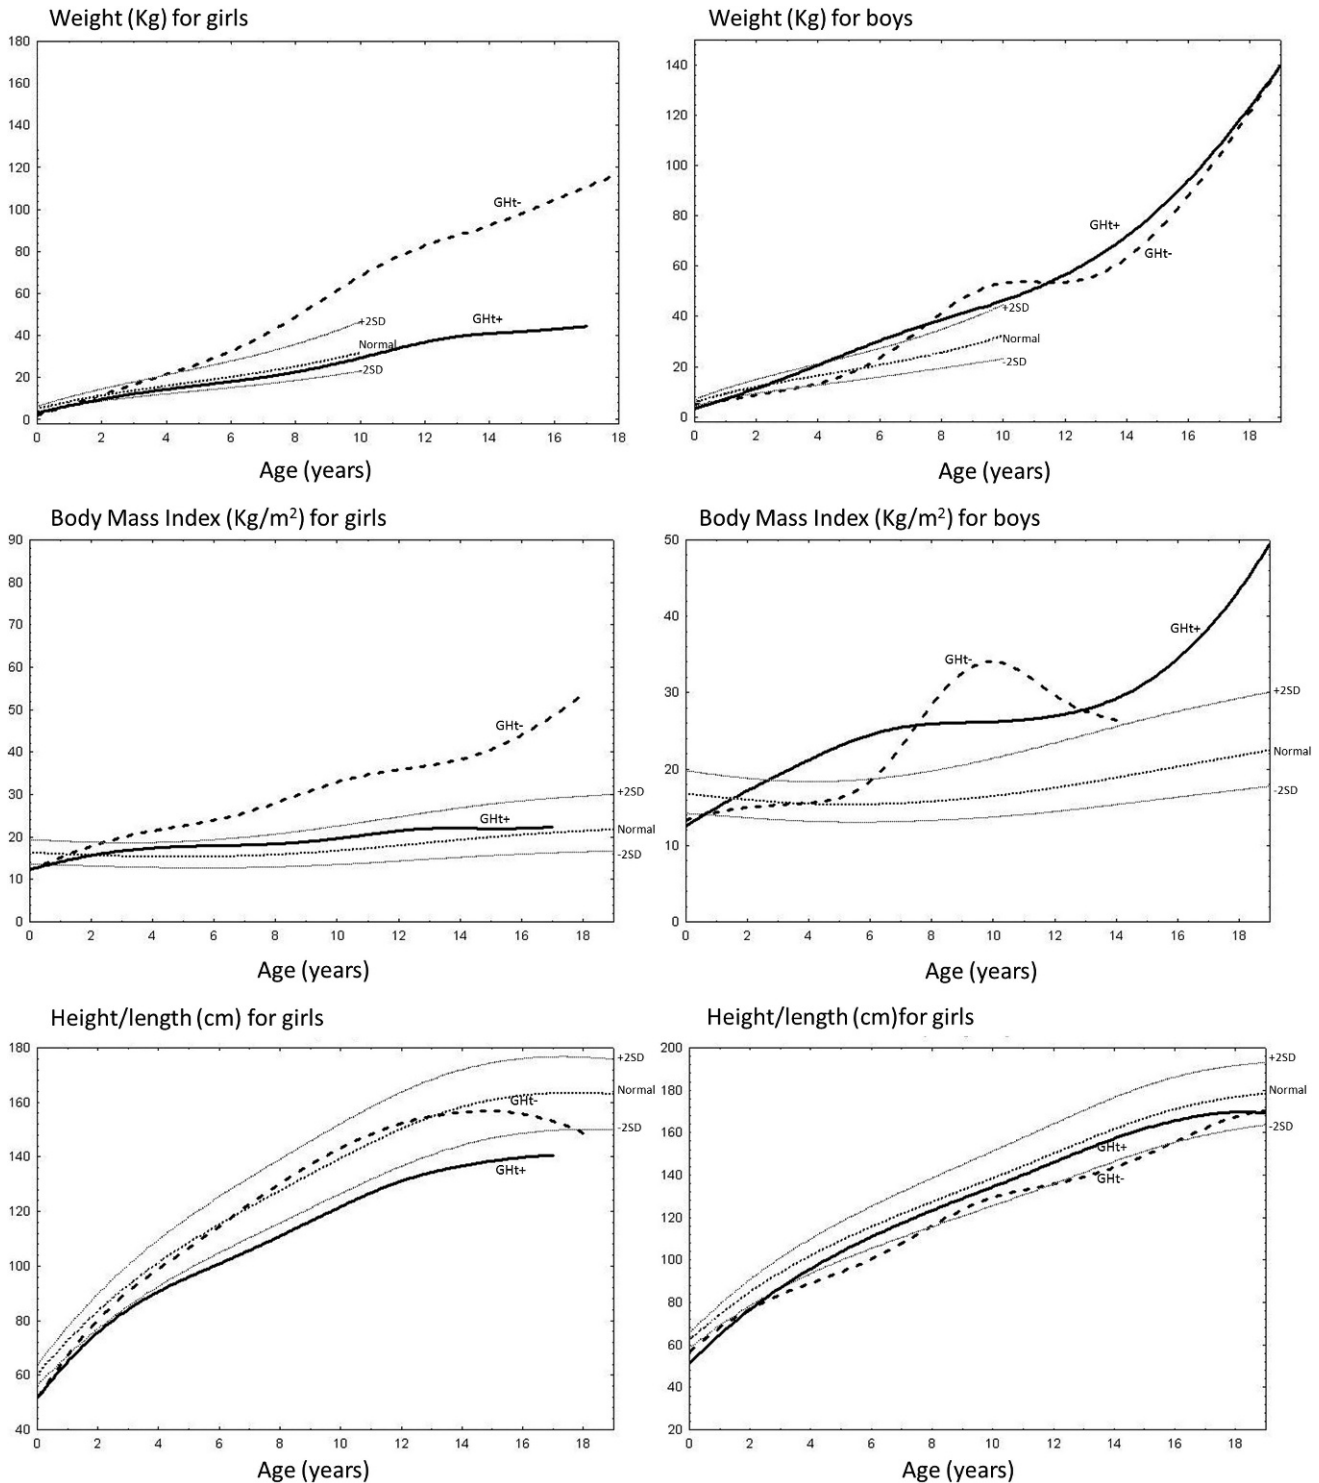 Weight (Kg) for girls
180
160
140
120
100
80
60
40
20
0
GHt-
GHt+
+2SD
Normal
-2SD
0 2 4 6 8 10 12 14 16 18
Age (years)
Weight (Kg) for boys
140
120
100
80
60
40
20
0
GHt+
GHt-
+2SD
Normal
-2SD
0 2 4 6 8 10 12 14 16 18
Age (years)
Body Mass Index (Kg/m²) for girls
90
80
70
60
50
40
30
20
10
0
GHt-
+2SD
GHt+
Normal
-2SD
0 2 4 6 8 10 12 14 16 18
Age (years)
Body Mass Index (Kg/m²) for boys
50
40
30
20
10
0
GHt+
GHt-
+2SD
Normal
-2SD
0 2 4 6 8 10 12 14 16 18
Age (years)
Height/length (cm) for girls
180
160
140
120
100
80
60
40
+2SD
Normal
GHt-
-2SD
GHt+
0 2 4 6 8 10 12 14 16 18
Age (years)
Height/length (cm)for girls
200
180
160
140
120
100
80
60
40
20
+2SD
Normal
-2SD
GHt+
GHt-
0 2 4 6 8 10 12 14 16 18
Age (years)